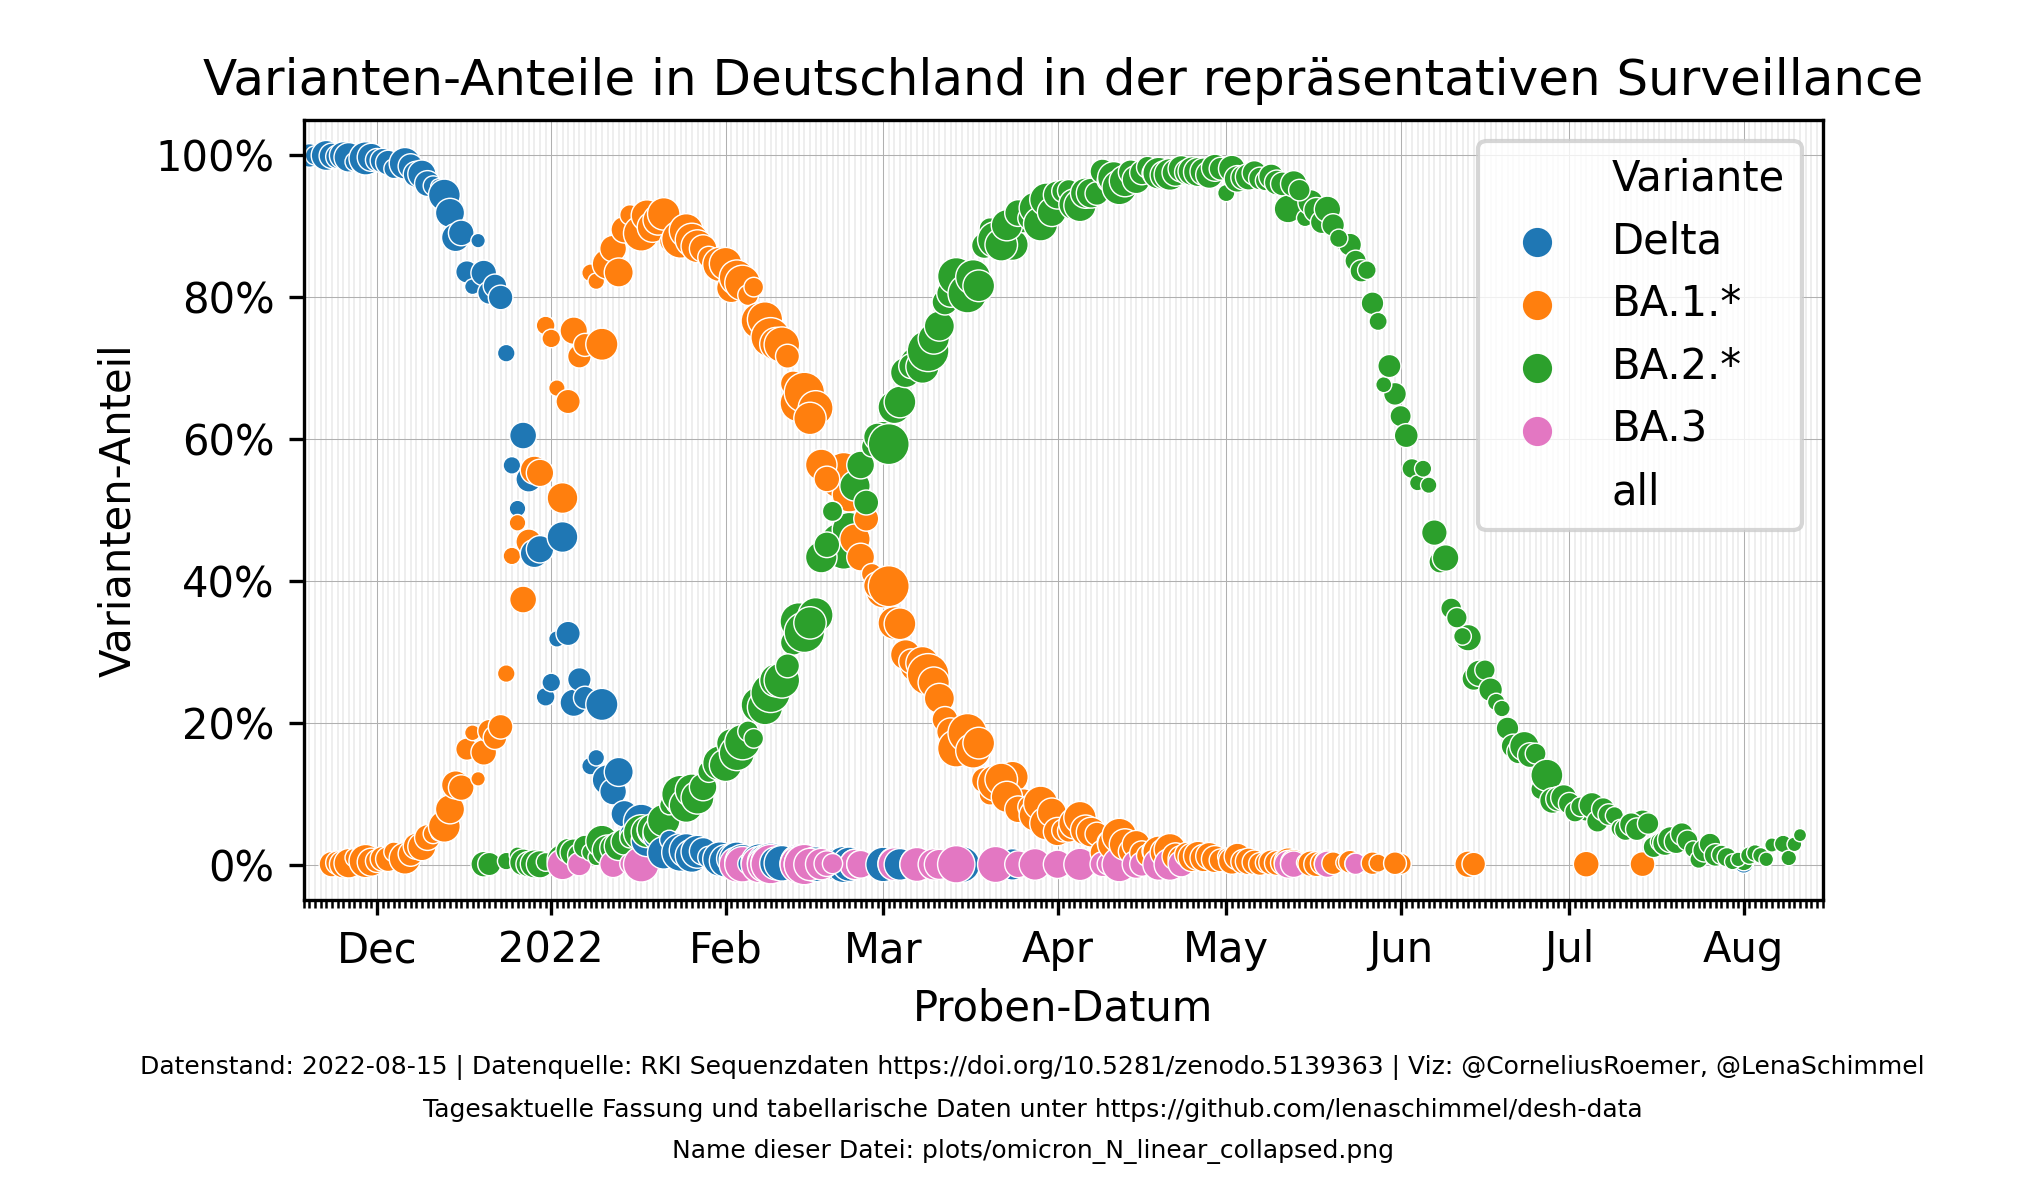 Varianten-Anteile in Deutschland in der repräsentativen Surveillance
100%
80%
60%
40%
20%
0%
Varianten-Anteil
Variante
Delta
BA.1.*
BA.2.*
BA.3
all
Dec 2022 Feb Mar Apr May Jun Jul Aug
Proben-Datum
Datenstand: 2022-08-15 | Datenquelle: RKI Sequenzdaten https://doi.org/10.5281/zenodo.5139363 | Viz: @CorneliusRoemer, @LenaSchimmel
Tagesaktuelle Fassung und tabellarische Daten unter https://github.com/lenaschimmel/desh-data
Name dieser Datei: plots/omicron_N_linear_collapsed.png